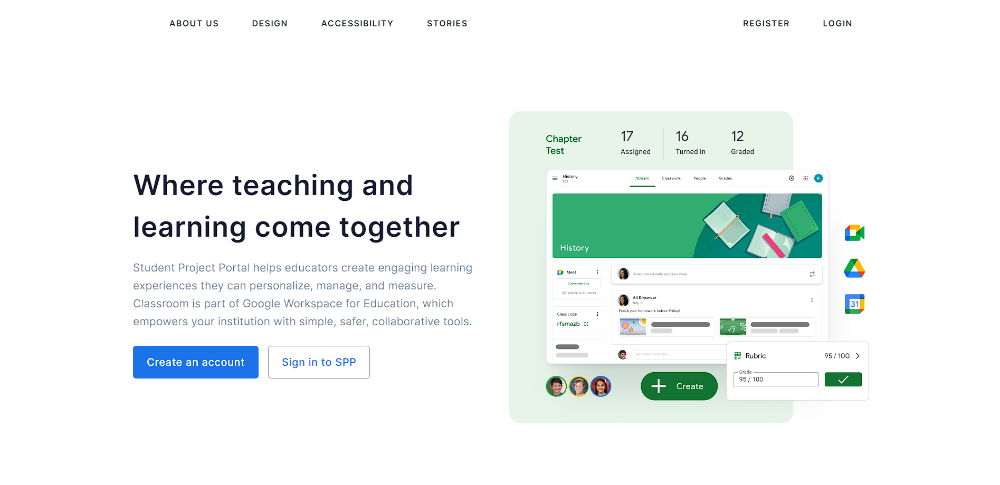 ABOUT US DESIGN ACCESSIBILITY STORIES REGISTER LOGIN
Where teaching and
learning come together
Student Project Portal helps educators create engaging learning
experiences they can personalize, manage, and measure.
Classroom is part of Google Workspace for Education, which
empowers your institution with simple, safer, collaborative tools.
Create an account Sign in to SPP
Chapter
Test
17 16 12
Assigned Turned in Graded
History
302
Stream Classwork People Grades
E
History
Meet
Generate link
Visible to students
Class code
rfsmazb
Announce something to your class
Ali Dinsmoor
Sep 3
Finish your homework before Friday!
Add class comment...
31
Rubric 95 / 100
Grade
95 / 100
Create